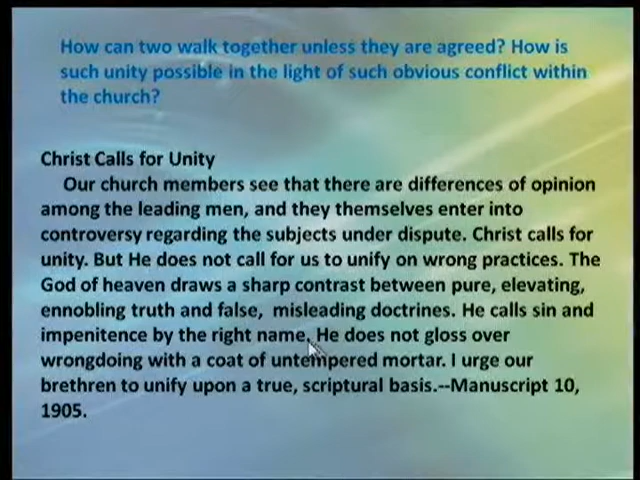 How can two walk together unless they are agreed? How is
such unity possible in the light of such obvious conflict within
the church?
Christ Calls for Unity
Our church members see that there are differences of opinion
among the leading men, and they themselves enter into
controversy regarding the subjects under dispute. Christ calls for
unity. But He does not call for us to unify on wrong practices. The
God of heaven draws a sharp contrast between pure, elevating,
ennobling truth and false, misleading doctrines. He calls sin and
impenitence by the right name. He does not gloss over
wrongdoing with a coat of untempered mortar. I urge our
brethren to unify upon a true, scriptural basis.--Manuscript 10,
1905.